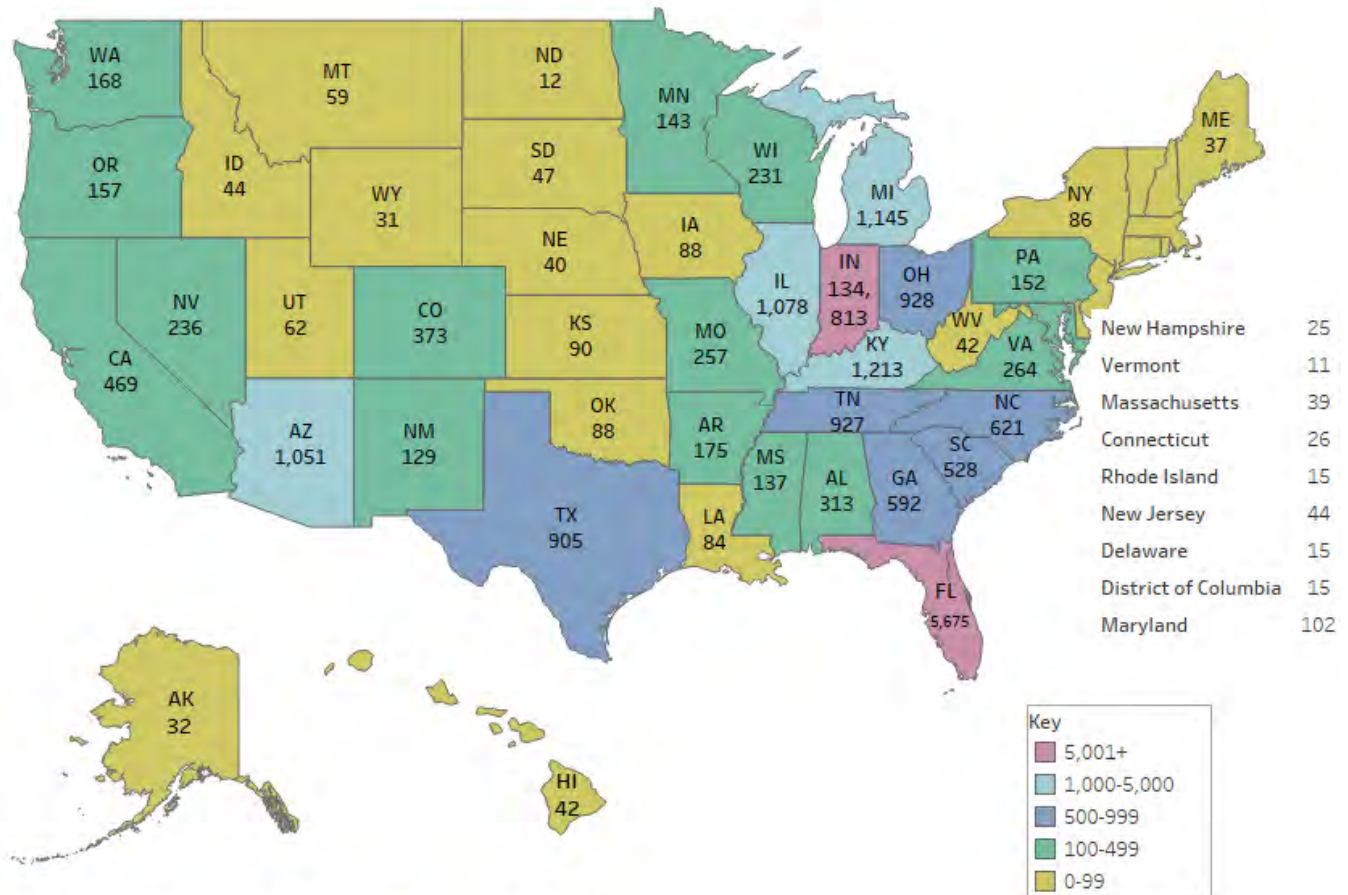 WA
168
MT
59
ND
12
MN
143
ME
37
OR
157
ID
44
SD
47
WI
231
MI
1,145
NY
86
WY
31
IA
88
NE
40
PA
152
IL
1,078
IN
134,
813
OH
928
NV
236
UT
62
CO
373
KS
90
MO
257
WV
42
VA
264
KY
1,213
CA
469
AZ
1,051
NM
129
OK
88
AR
175
TN
927
NC
621
SC
528
MS
137
AL
313
GA
592
TX
905
LA
84
FL
5,675
AK
32
HI
42
New Hampshire 25
Vermont 11
Massachusetts 39
Connecticut 26
Rhode Island 15
New Jersey 44
Delaware 15
District of Columbia 15
Maryland 102
Key
5,001+
1,000-5,000
500-999
100-499
0-99